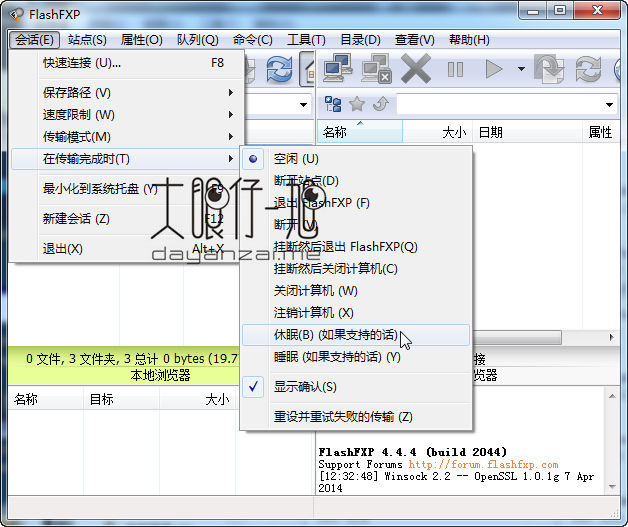 FlashFXP
会话(E) 站点(S) 属性(O) 队列(Q) 命令(C) 工具(T) 目录(D) 查看(V) 帮助(H)
快速连接 (U)... F8
保存路径 (V)
速度限制 (W)
传输模式(M)
在传输完成时(T)
最小化到系统托盘 (Y) F9
新建会话 (Z) F12
退出(X) Alt+X
名称 大小 日期 属性
空闲 (U)
断开站点(D)
退出 FlashFXP (F)
断开 (V)
挂断然后退出 FlashFXP(Q)
挂断然后关闭计算机(C)
关闭计算机 (W)
注销计算机 (X)
休眠(B) (如果支持的话)
睡眠 (如果支持的话) (Y)
显示确认(S)
重设并重试失败的传输 (Z)
大眼仔~旭
dayanzai.me
0 文件, 3 文件夹, 3 总计 0 bytes (19.7
本地浏览器
接
览器
名称 目标 大小
FlashFXP 4.4.4 (build 2044)
Support Forums http://forum.flashfxp.com
[12:32:48] Winsock 2.2 -- OpenSSL 1.0.1g 7 Apr
2014